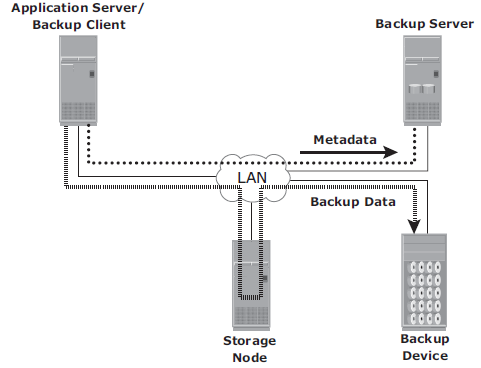 Application Server/
Backup Client
Backup Server
Metadata
LAN
Backup Data
Storage
Node
Backup
Device